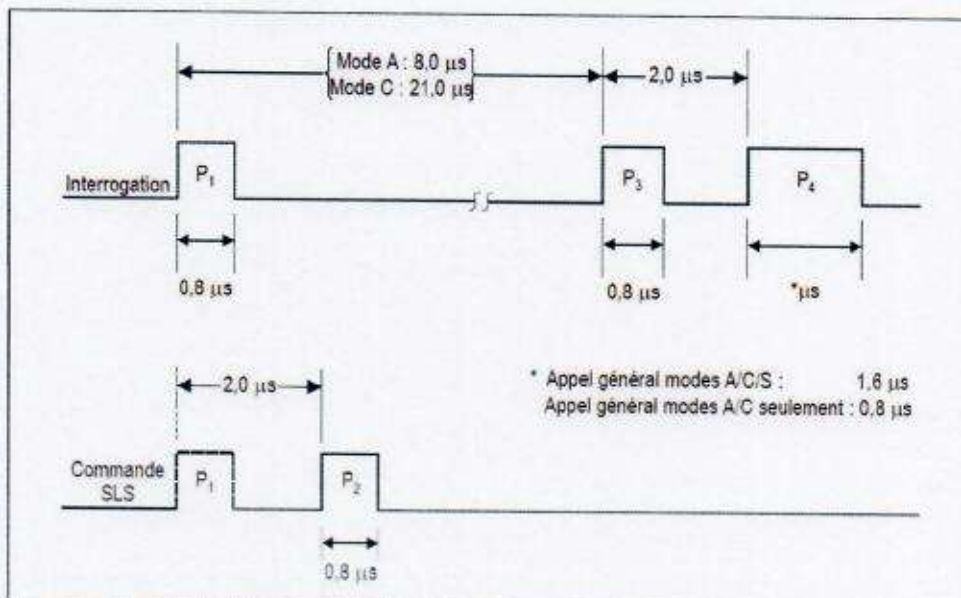 Mode A : 8,0 µs
Mode C : 21,0 µs
2,0 µs
Interrogation
P1
P3
P4
0,8 µs
0,8 µs
*µs
2,0 µs
* Appel général modes A/C/S : 1,6 µs
Appel général modes A/C seulement : 0,8 µs
Commande
SLS
P1
P2
0,8 µs